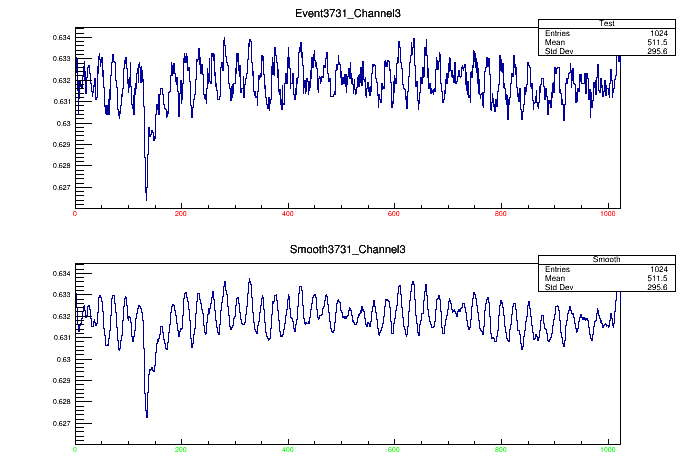 Event3731_Channel3
Test
Entries 1024
Mean 511.5
Std Dev 295.6
0.634
0.633
0.632
0.631
0.63
0.629
0.628
0.627
0 200 400 600 800 1000
Smooth3731_Channel3
Smooth
Entries 1024
Mean 511.5
Std Dev 295.6
0.634
0.633
0.632
0.631
0.63
0.629
0.628
0.627
0 200 400 600 800 1000